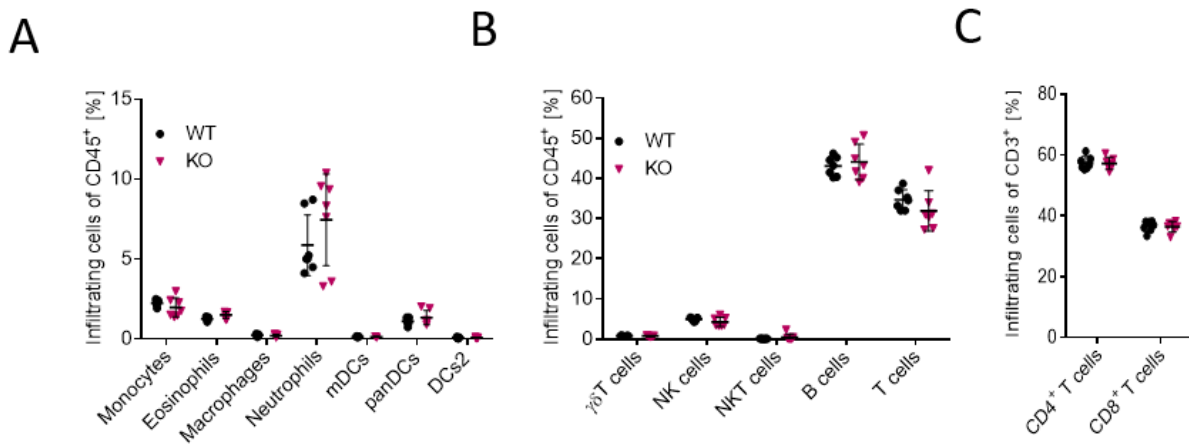 A
B
C
Infiltrating cells of CD45⁺ [%]
15
10
5
0
WT
KO
Monocytes
Eosinophils
Macrophages
Neutrophils
mDCs
panDCs
DCs2
Infiltrating cells of CD45⁺ [%]
60
50
40
30
20
10
0
WT
KO
γδT cells
NK cells
NKT cells
B cells
T cells
Infiltrating cells of CD3⁺ [%]
80
60
40
20
0
CD4⁺ T cells
CD8⁺ T cells